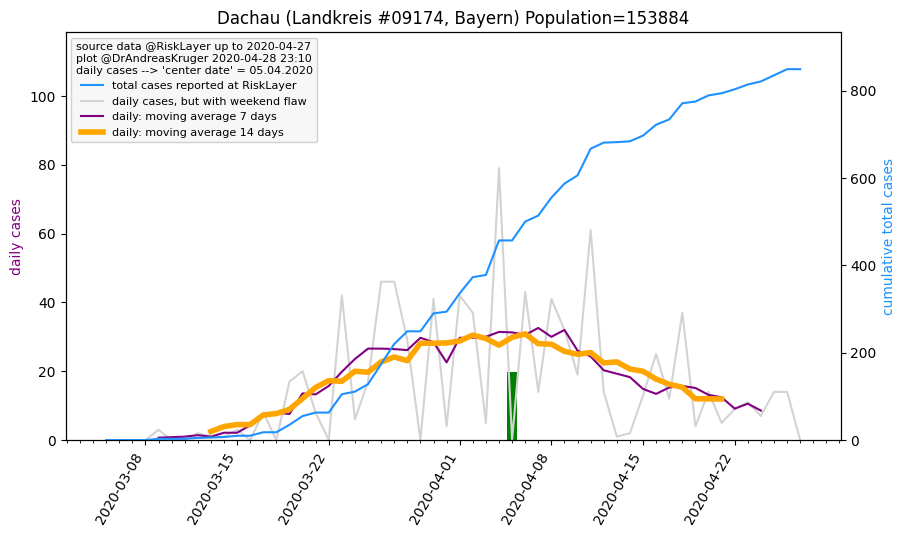 Dachau (Landkreis #09174, Bayern) Population=153884
source data @RiskLayer up to 2020-04-27
plot @DrAndreasKruger 2020-04-28 23:10
daily cases --> 'center date' = 05.04.2020
total cases reported at RiskLayer
daily cases, but with weekend flaw
daily: moving average 7 days
daily: moving average 14 days
daily cases
0
20
40
60
80
100
cumulative total cases
0
200
400
600
800
2020-03-08
2020-03-15
2020-03-22
2020-04-01
2020-04-08
2020-04-15
2020-04-22